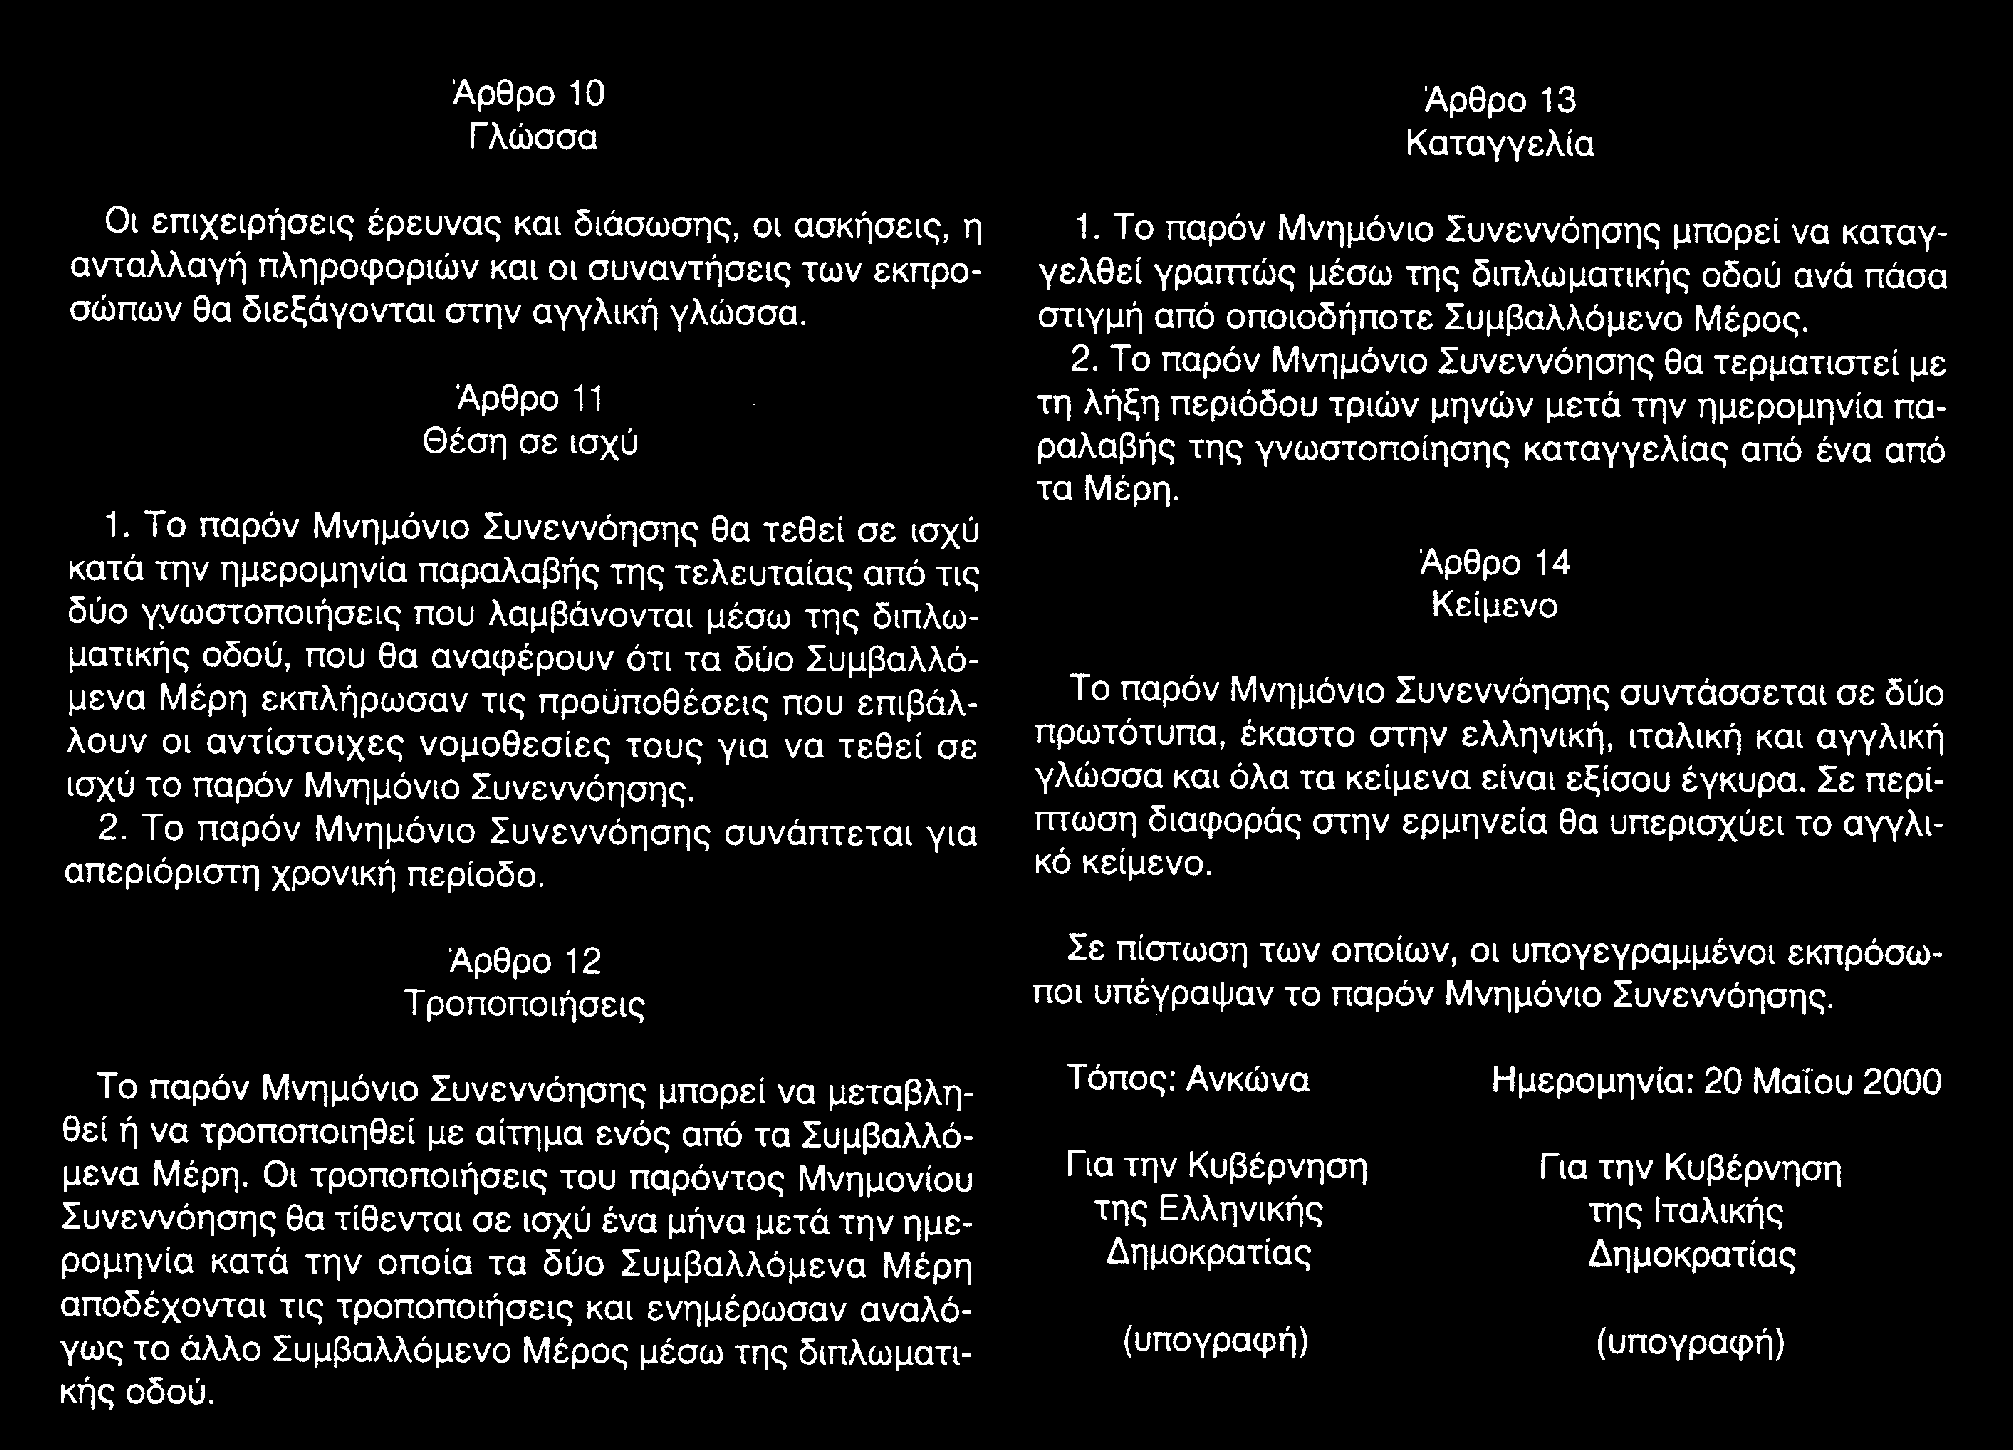 Άρθρο 10
Γλώσσα
Οι επιχειρήσεις έρευνας και διάσωσης, οι ασκήσεις, η
ανταλλαγή πληροφοριών και οι συναντήσεις των εκπρο-
σώπων θα διεξάγονται στην αγγλική γλώσσα.
Άρθρο 11
Θέση σε ισχύ
1. Το παρόν Μνημόνιο Συνεννόησης θα τεθεί σε ισχύ
κατά την ημερομηνία παραλαβής της τελευταίας από τις
δύο γνωστοποιήσεις που λαμβάνονται μέσω της διπλω-
ματικής οδού, που θα αναφέρουν ότι τα δύο Συμβαλλό-
μενα Μέρη εκπλήρωσαν τις προϋποθέσεις που επιβάλ-
λουν οι αντίστοιχες νομοθεσίες τους για να τεθεί σε
ισχύ το παρόν Μνημόνιο Συνεννόησης.
2. Το παρόν Μνημόνιο Συνεννόησης συνάπτεται για
απεριόριστη χρονική περίοδο.
Άρθρο 12
Τροποποιήσεις
Το παρόν Μνημόνιο Συνεννόησης μπορεί να μεταβλη-
θεί ή να τροποποιηθεί με αίτημα ενός από τα Συμβαλλό-
μενα Μέρη. Οι τροποποιήσεις του παρόντος Μνημονίου
Συνεννόησης θα τίθενται σε ισχύ ένα μήνα μετά την ημε-
ρομηνία κατά την οποία τα δύο Συμβαλλόμενα Μέρη
αποδέχονται τις τροποποιήσεις και ενημέρωσαν αναλό-
γως το άλλο Συμβαλλόμενο Μέρος μέσω της διπλωματι-
κής οδού.
Άρθρο 13
Καταγγελία
1. Το παρόν Μνημόνιο Συνεννόησης μπορεί να καταγ-
γελθεί γραπτώς μέσω της διπλωματικής οδού ανά πάσα
στιγμή από οποιοδήποτε Συμβαλλόμενο Μέρος.
2. Το παρόν Μνημόνιο Συνεννόησης θα τερματιστεί με
τη λήξη περιόδου τριών μηνών μετά την ημερομηνία πα-
ραλαβής της γνωστοποίησης καταγγελίας από ένα από
τα Μέρη.
Άρθρο 14
Κείμενο
Το παρόν Μνημόνιο Συνεννόησης συντάσσεται σε δύο
πρωτότυπα, έκαστο στην ελληνική, ιταλική και αγγλική
γλώσσα και όλα τα κείμενα είναι εξίσου έγκυρα. Σε περί-
πτωση διαφοράς στην ερμηνεία θα υπερισχύει το αγγλι-
κό κείμενο.
Σε πίστωση των οποίων, οι υπογεγραμμένοι εκπρόσω-
ποι υπέγραψαν το παρόν Μνημόνιο Συνεννόησης.
Τόπος: Ανκώνα Ημερομηνία: 20 Μαΐου 2000
Για την Κυβέρνηση Για την Κυβέρνηση
της Ελληνικής της Ιταλικής
Δημοκρατίας Δημοκρατίας
(υπογραφή) (υπογραφή)